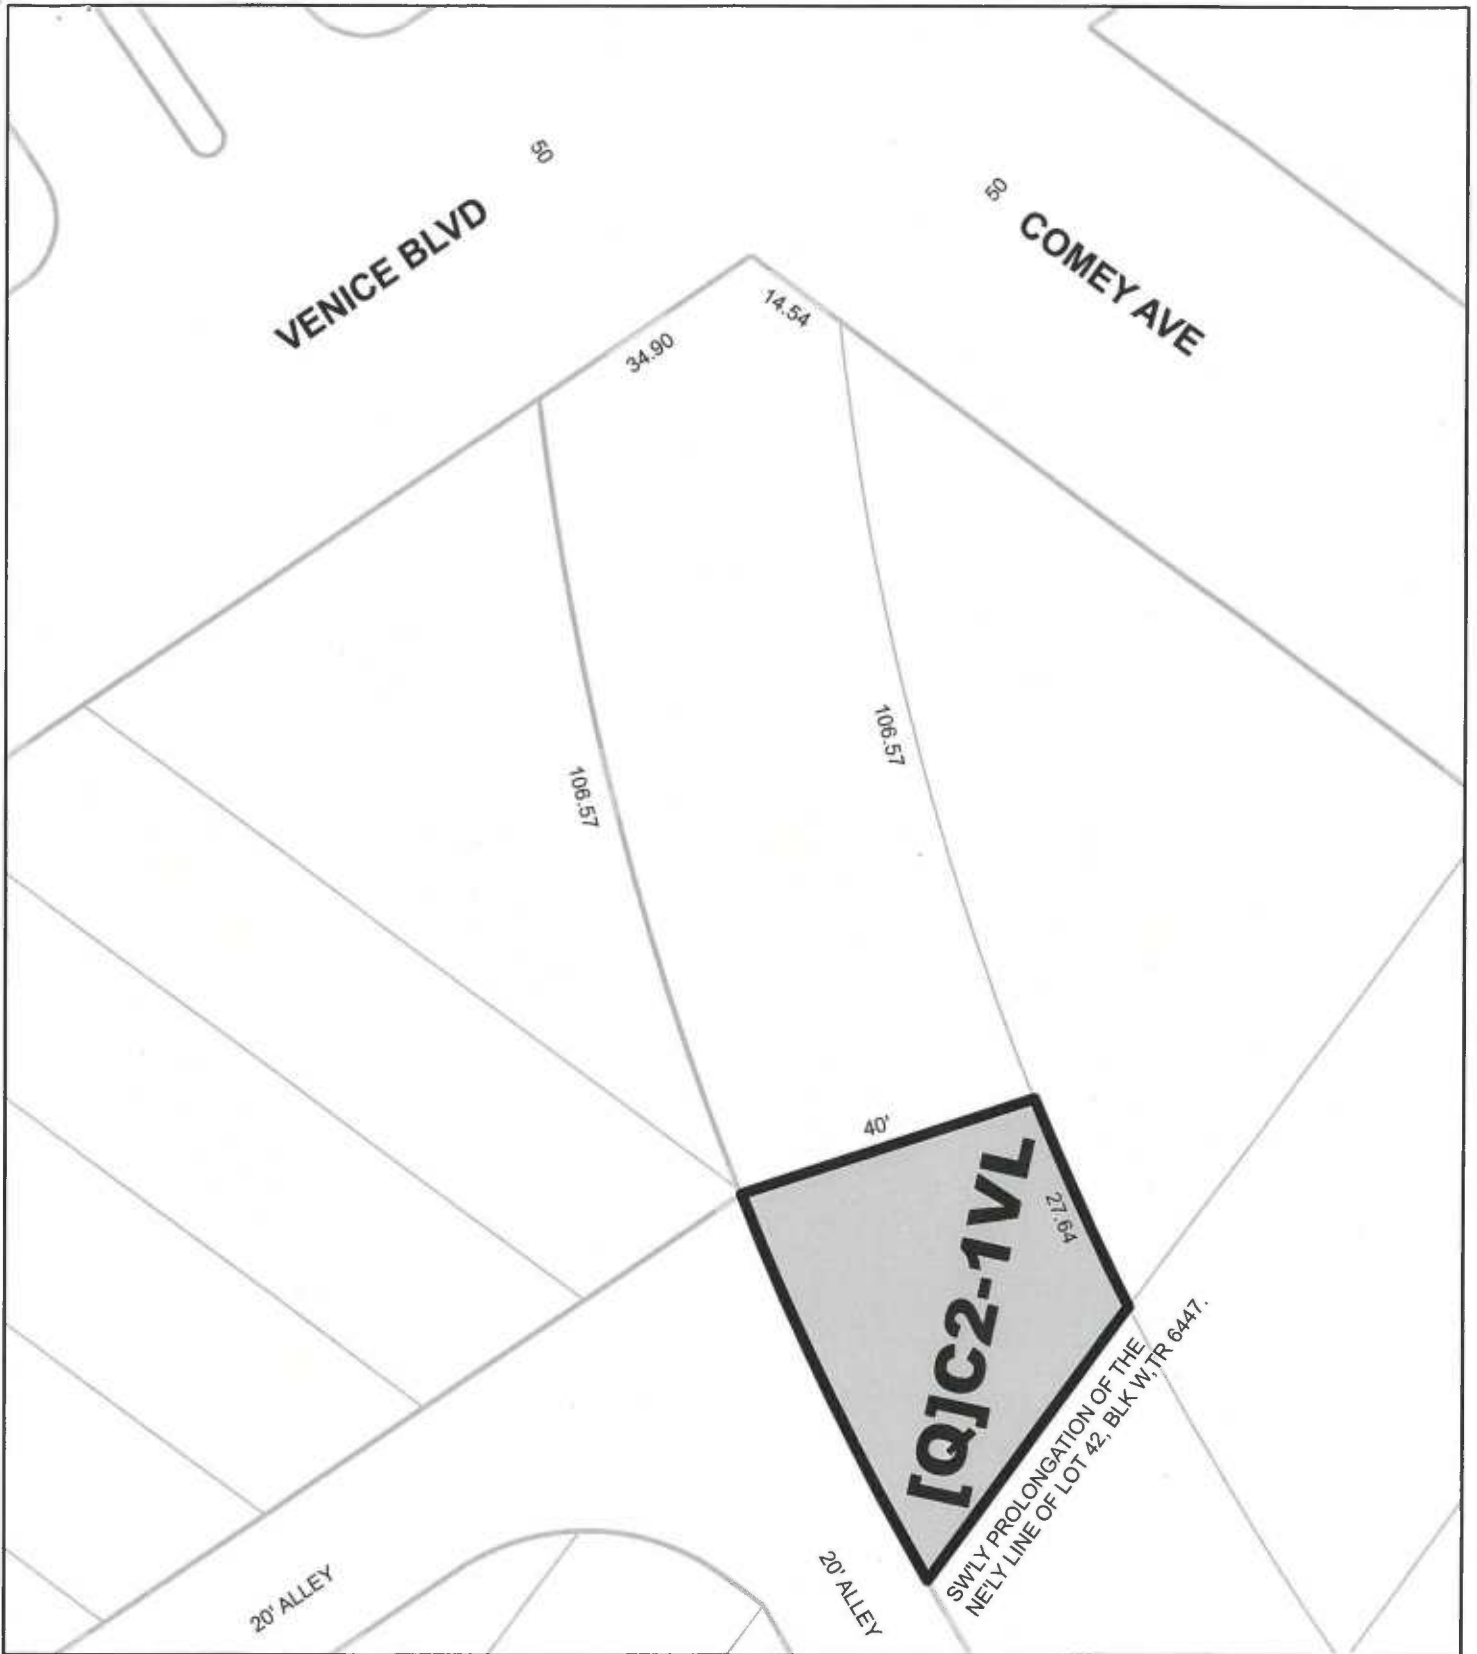 50
50
VENICE BLVD
COMEY AVE
14.54
34.90
106.57
106.57
40'
27.64
[Q]C2-1VL
SW'LY PROLONGATION OF THE
NE'LY LINE OF LOT 42, BLK W,TR 6447.
20' ALLEY
20' ALLEY